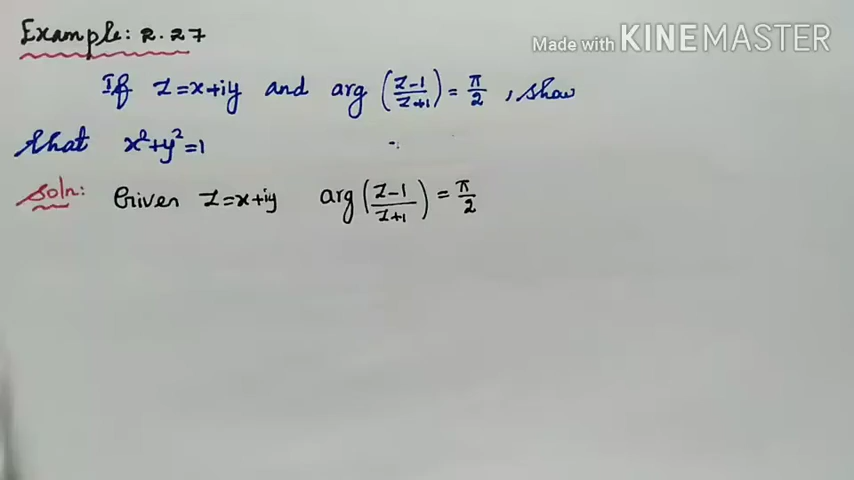 Example: 2.27
Made with KINEMASTER
If z=x+iy and arg (z-1/z+1) = π/2 , show
that x²+y²=1
Soln: Given z=x+iy arg(z-1/z+1) = π/2